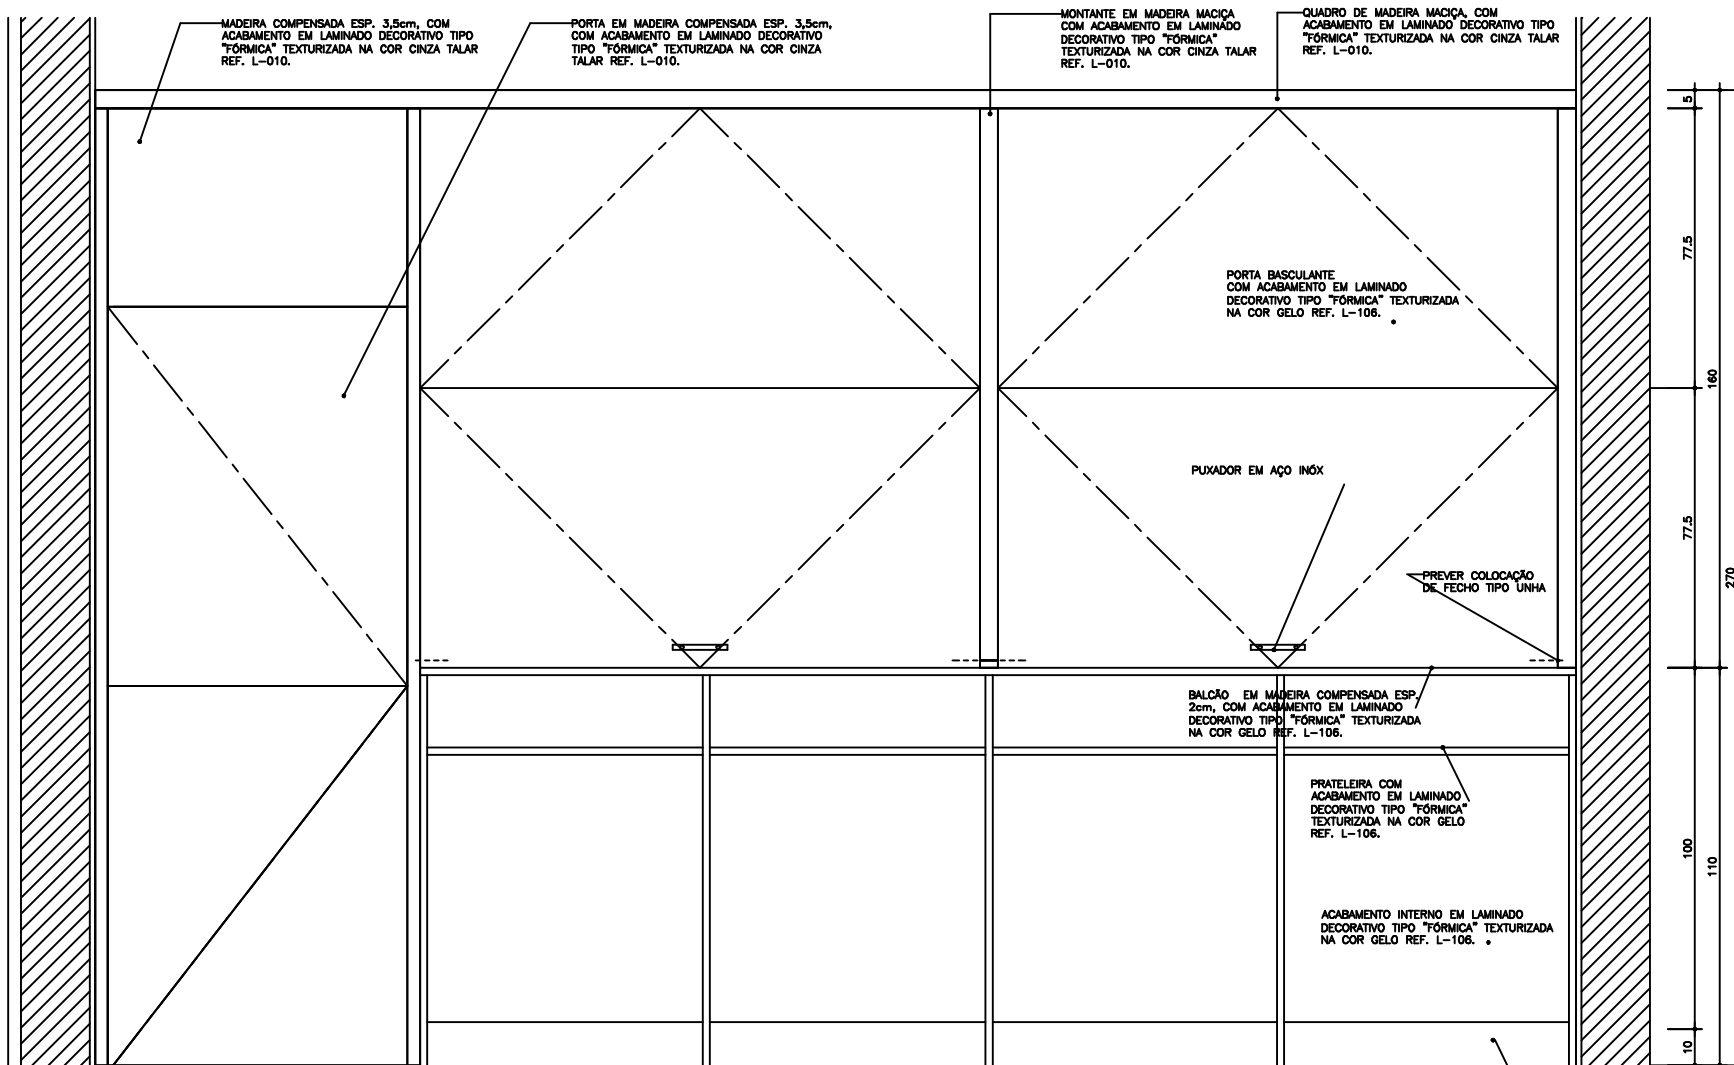 MADEIRA COMPENSADA ESP. 3,5cm, COM
ACABAMENTO EM LAMINADO DECORATIVO TIPO
"FÓRMICA" TEXTURIZADA NA COR CINZA TALAR
REF. L-010.
PORTA EM MADEIRA COMPENSADA ESP. 3,5cm,
COM ACABAMENTO EM LAMINADO DECORATIVO
TIPO "FÓRMICA" TEXTURIZADA NA COR CINZA
TALAR REF. L-010.
MONTANTE EM MADEIRA MACIÇA
COM ACABAMENTO EM LAMINADO
DECORATIVO TIPO "FÓRMICA"
TEXTURIZADA NA COR CINZA TALAR
REF. L-010.
QUADRO DE MADEIRA MACIÇA, COM
ACABAMENTO EM LAMINADO DECORATIVO TIPO
"FÓRMICA" TEXTURIZADA NA COR CINZA TALAR
REF. L-010.
PORTA BASCULANTE
COM ACABAMENTO EM LAMINADO
DECORATIVO TIPO "FÓRMICA" TEXTURIZADA
NA COR GELO REF. L-106.
PUXADOR EM AÇO INÓX
PREVER COLOCAÇÃO
DE FECHO TIPO UNHA
BALCÃO EM MADEIRA COMPENSADA ESP.
2cm, COM ACABAMENTO EM LAMINADO
DECORATIVO TIPO "FÓRMICA" TEXTURIZADA
NA COR GELO REF. L-106.
PRATELEIRA COM
ACABAMENTO EM LAMINADO
DECORATIVO TIPO "FÓRMICA"
TEXTURIZADA NA COR GELO
REF. L-106.
ACABAMENTO INTERNO EM LAMINADO
DECORATIVO TIPO "FÓRMICA" TEXTURIZADA
NA COR GELO REF. L-106.
5
77.5
160
77.5
270
100
110
10